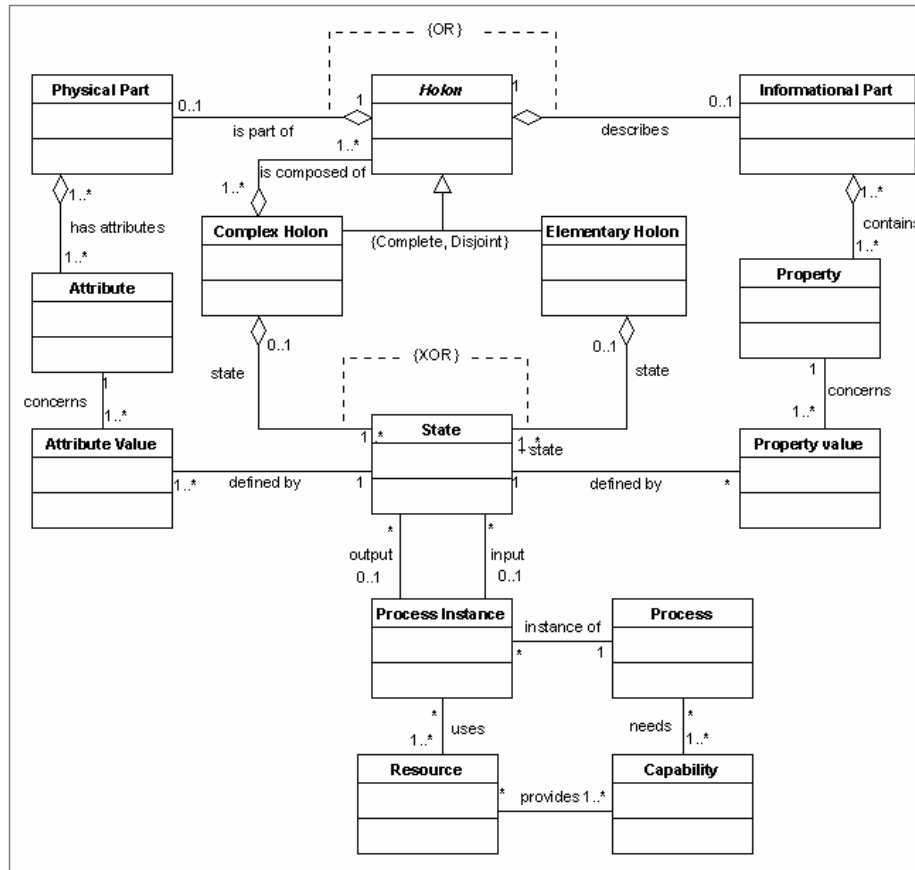 {OR}
Physical Part
Holon
Informational Part
0..1
1
1
0..1
is part of
describes
1..*
is composed of
1..*
1..*
1..*
has attributes
contains
Complex Holon
{Complete, Disjoint}
Elementary Holon
1..*
1..*
Attribute
Property
0..1
0..1
{XOR}
state
state
1
1
concerns
concerns
1..*
1..*
Attribute Value
State
Property value
1..*
1..*
+ state
1..*
defined by
1
1
defined by
*
*
*
output
input
0..1
0..1
Process Instance
instance of
Process
*
1
*
*
uses
needs
1..*
1..*
Resource
Capability
*
provides 1..*